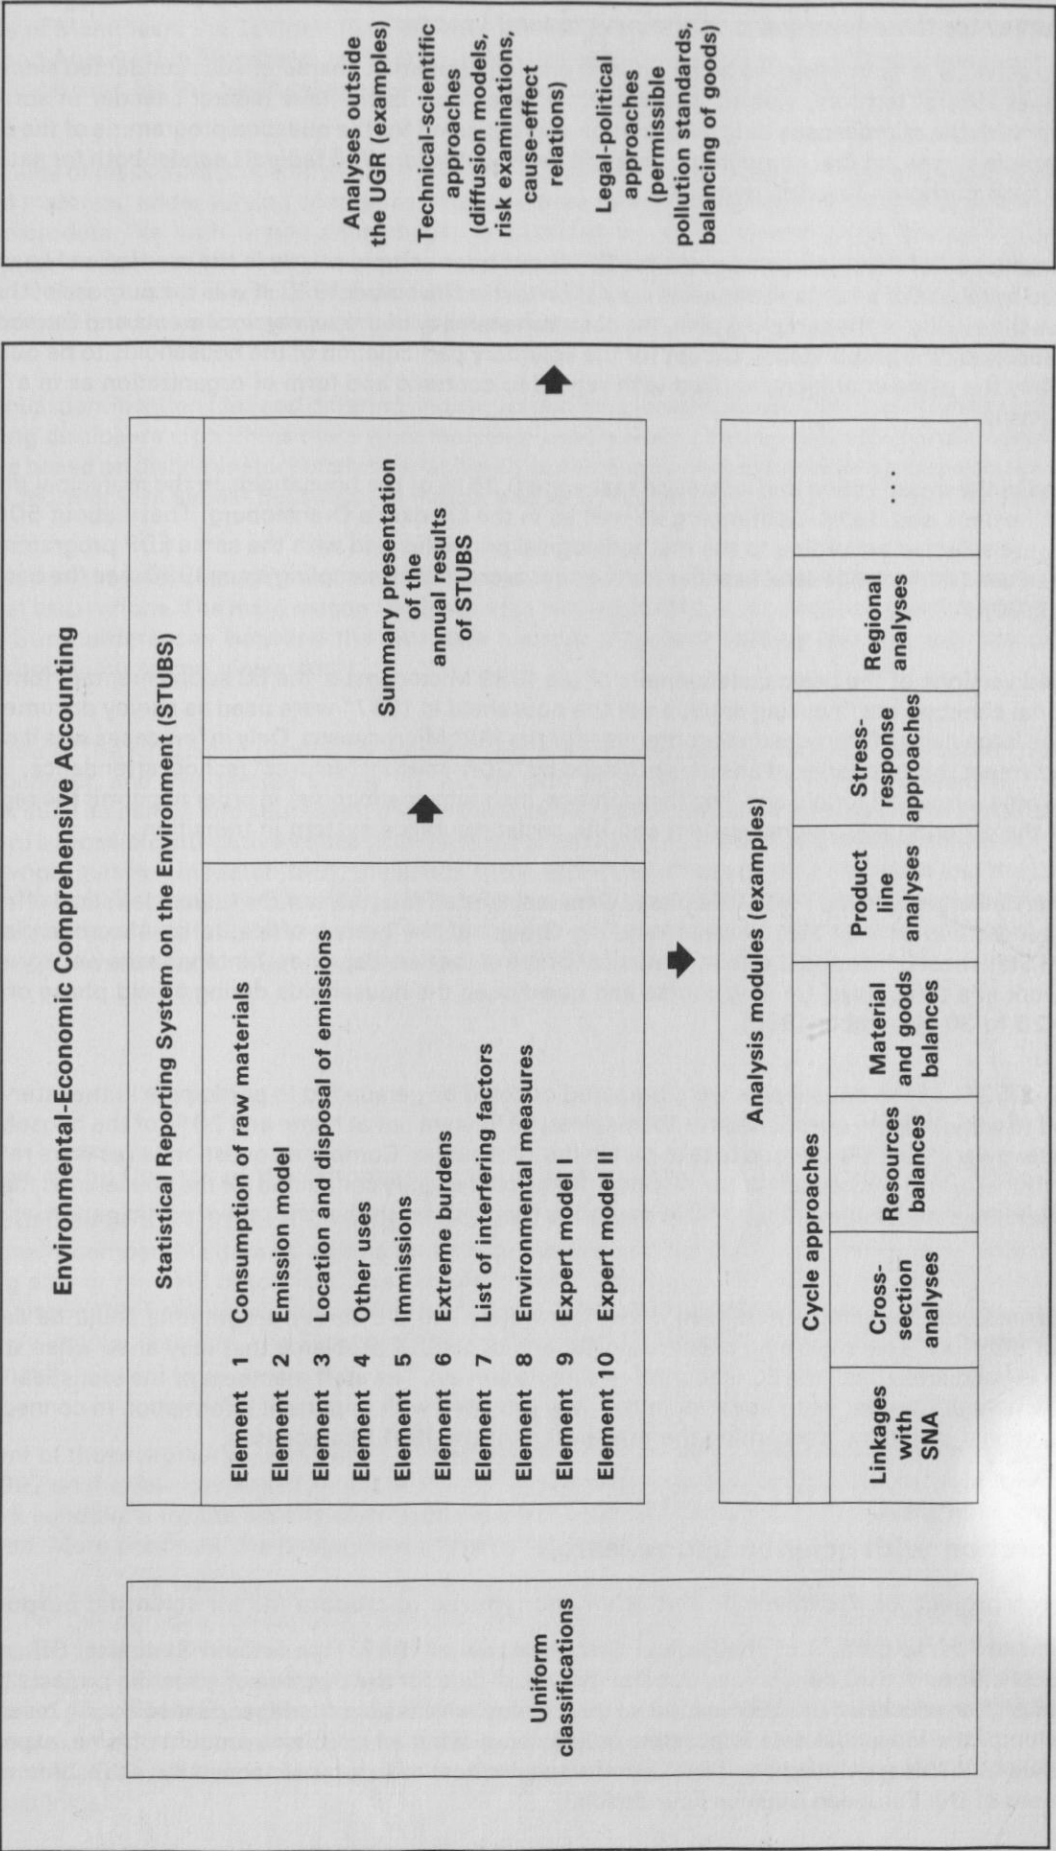 Environmental-Economic Comprehensive Accounting
Uniform
classifications
Statistical Reporting System on the Environment (STUBS)
Element 1 Consumption of raw materials
Element 2 Emission model
Element 3 Location and disposal of emissions
Element 4 Other uses
Element 5 Immissions
Element 6 Extreme burdens
Element 7 List of interfering factors
Element 8 Environmental measures
Element 9 Expert model I
Element 10 Expert model II
Summary presentation
of the
annual results
of STUBS
Analysis modules (examples)
Cycle approaches
Linkages
with
SNA
Cross-
section
analyses
Resources
balances
Material
and goods
balances
Product
line
analyses
Stress-
response
approaches
Regional
analyses
Analyses outside
the UGR (examples)
Technical-scientific
approaches
(diffusion models,
risk examinations,
cause-effect
relations)
Legal-political
approaches
(permissible
pollution standards,
balancing of goods)